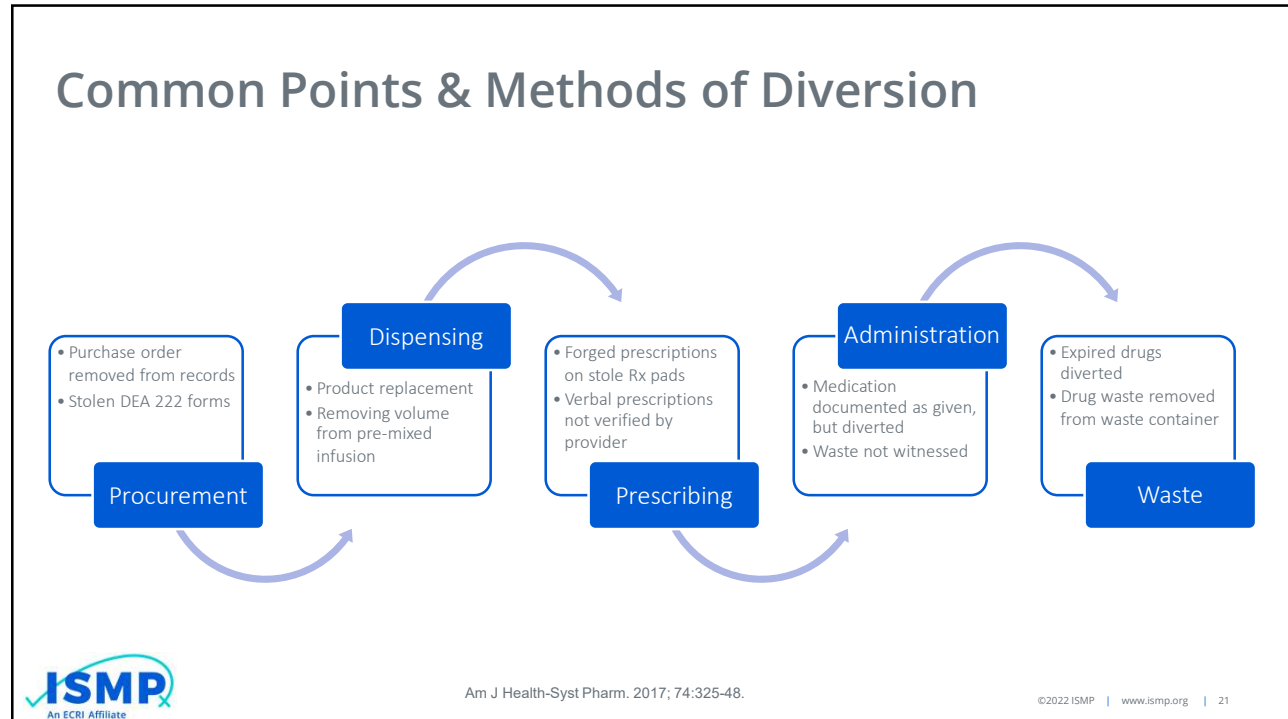 Common Points & Methods of Diversion
• Purchase order
removed from records
• Stolen DEA 222 forms
Procurement
Dispensing
• Product replacement
• Removing volume
from pre-mixed
infusion
• Forged prescriptions
on stole Rx pads
• Verbal prescriptions
not verified by
provider
Prescribing
Administration
• Medication
documented as given,
but diverted
• Waste not witnessed
• Expired drugs
diverted
• Drug waste removed
from waste container
Waste
ISMP
An ECRI Affiliate
Am J Health-Syst Pharm. 2017; 74:325-48.
©2022 ISMP | www.ismp.org | 21